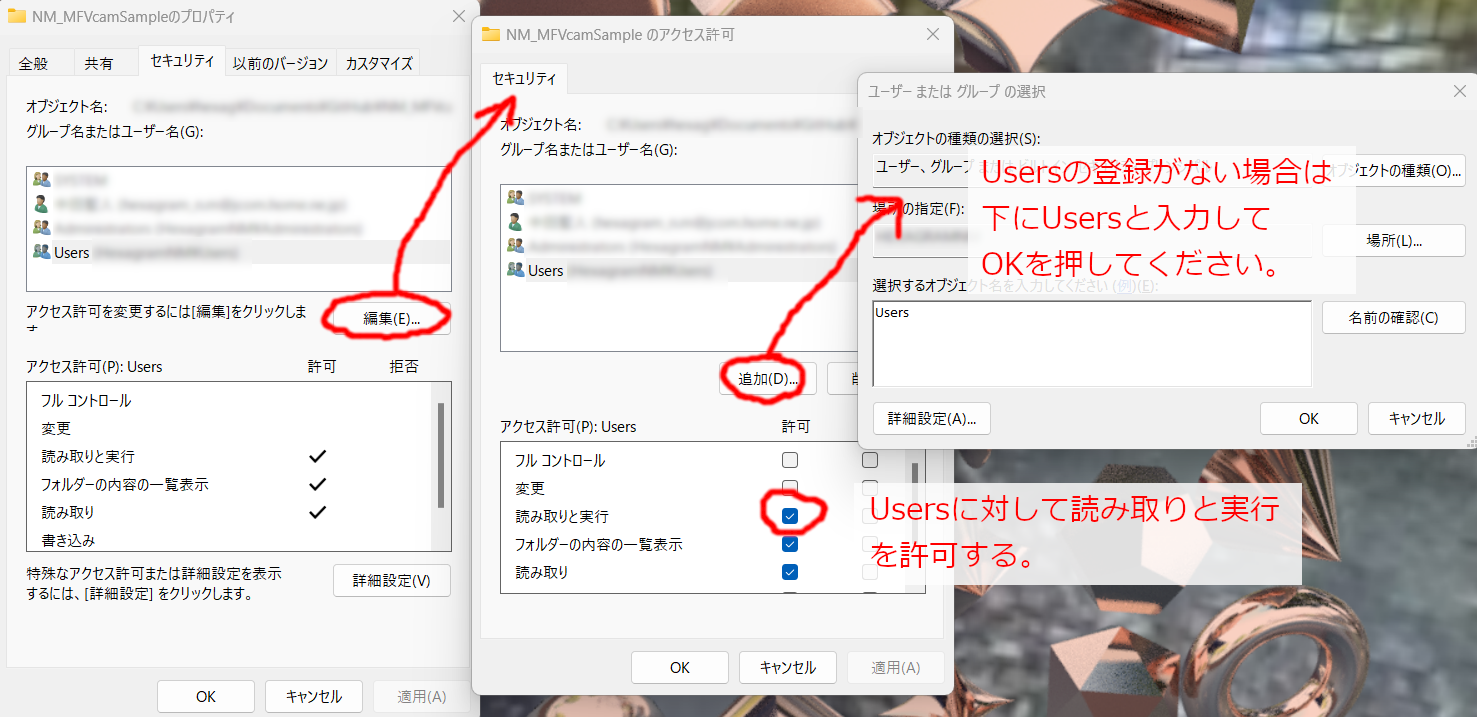 NM_MFVcamSampleのプロパティ
全般
共有
セキュリティ
以前のバージョン
カスタマイズ
オブジェクト名:
グループ名またはユーザー名(G):
Users
アクセス許可を変更するには[編集]をクリックしま
す
編集(E)...
アクセス許可(P): Users
許可
拒否
フル コントロール
変更
読み取りと実行
フォルダーの内容の一覧表示
読み取り
書き込み
特殊なアクセス許可または詳細設定を表示
するには、[詳細設定] をクリックします。
詳細設定(V)
OK
キャンセル
適用(A)
NM_MFVcamSample のアクセス許可
セキュリティ
オブジェクト名:
グループ名またはユーザー名(G):
Users
追加(D)...
アクセス許可(P): Users
許可
フル コントロール
変更
読み取りと実行
フォルダーの内容の一覧表示
読み取り
OK
キャンセル
適用(A)
ユーザー または グループ の選択
オブジェクトの種類の選択(S):
ユーザー、グループ
オブジェクトの種類(O)...
場所の指定(F):
場所(L)...
選択するオブジェクト名を入力してください (例)(E):
Users
名前の確認(C)
詳細設定(A)...
OK
キャンセル
Usersの登録がない場合は
下にUsersと入力して
OKを押してください。
Usersに対して読み取りと実行
を許可する。